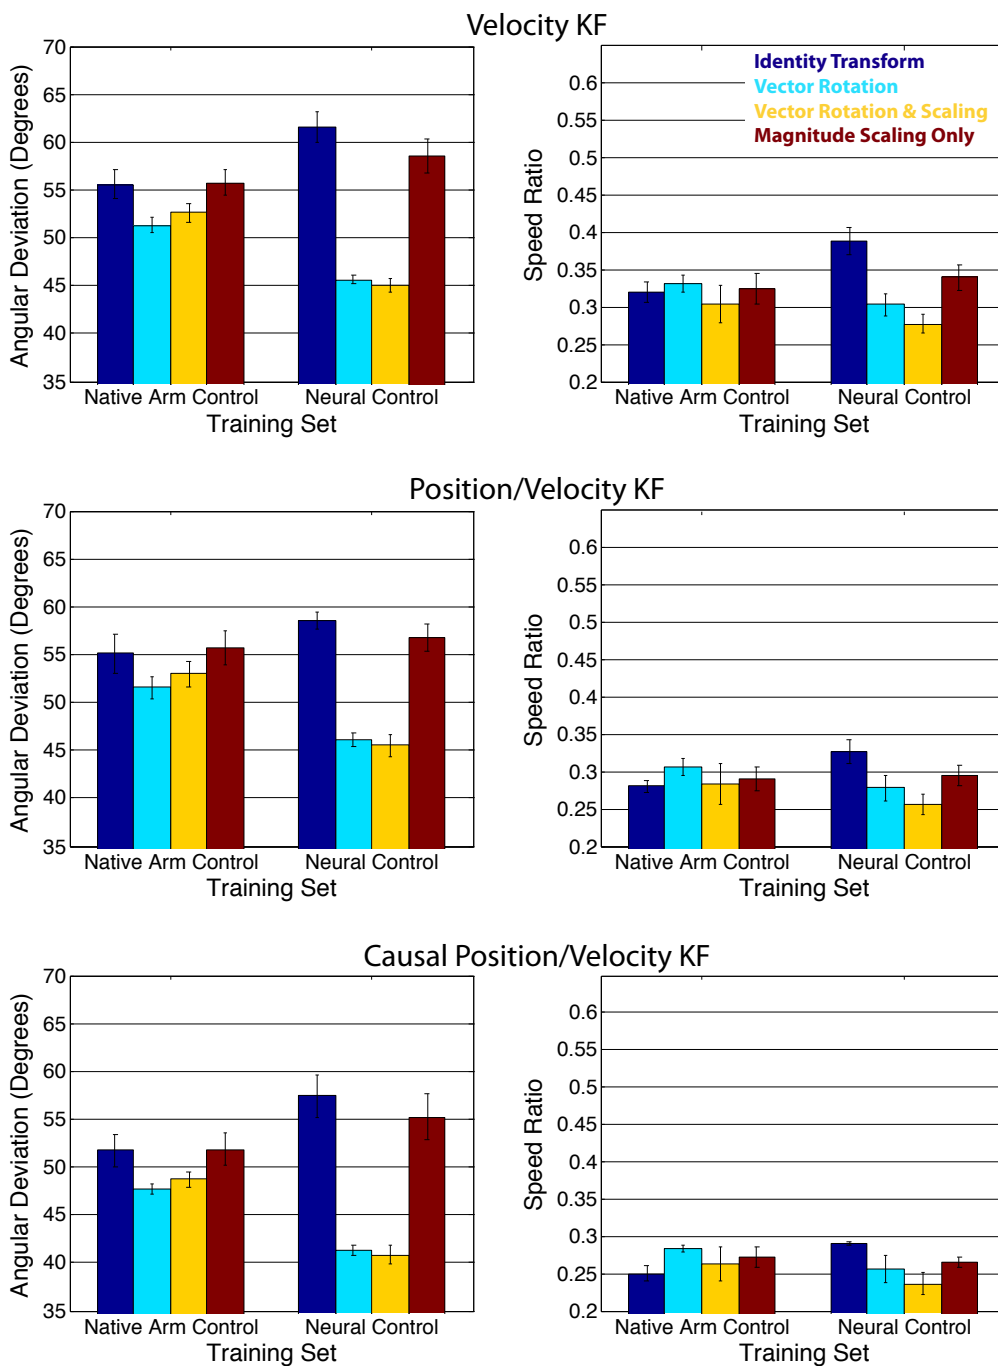 Velocity KF
Angular Deviation (Degrees)
70
65
60
55
50
45
40
35
Native Arm Control
Neural Control
Training Set
Speed Ratio
0.6
0.55
0.5
0.45
0.4
0.35
0.3
0.25
0.2
Identity Transform
Vector Rotation
Vector Rotation & Scaling
Magnitude Scaling Only
Native Arm Control
Neural Control
Training Set
Position/Velocity KF
Angular Deviation (Degrees)
70
65
60
55
50
45
40
35
Native Arm Control
Neural Control
Training Set
Speed Ratio
0.6
0.55
0.5
0.45
0.4
0.35
0.3
0.25
0.2
Native Arm Control
Neural Control
Training Set
Causal Position/Velocity KF
Angular Deviation (Degrees)
70
65
60
55
50
45
40
35
Native Arm Control
Neural Control
Training Set
Speed Ratio
0.6
0.55
0.5
0.45
0.4
0.35
0.3
0.25
0.2
Native Arm Control
Neural Control
Training Set